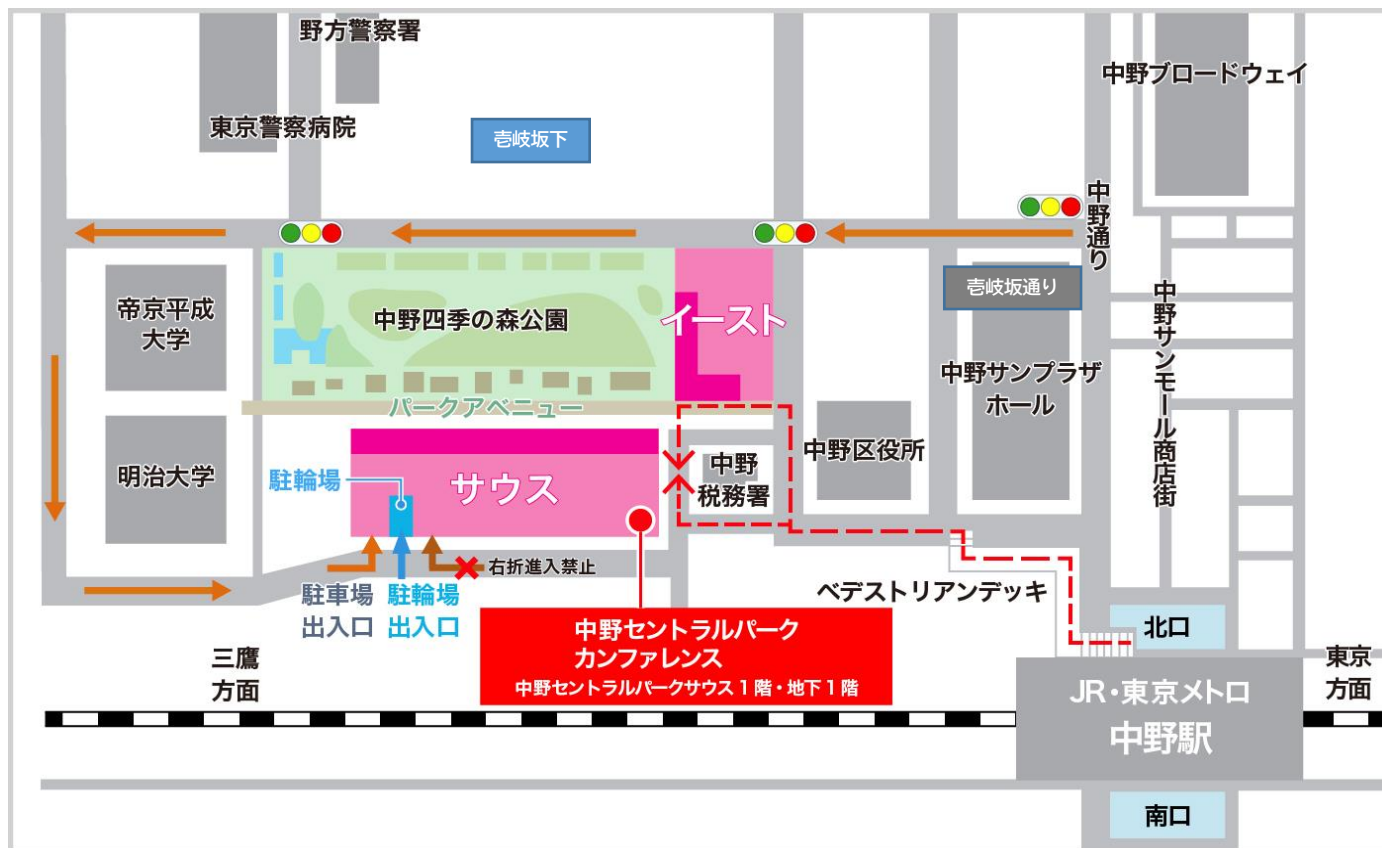 野方警察署
中野ブロードウェイ
東京警察病院
壱岐坂下
中野通り
壱岐坂通り
帝京平成
大学
中野四季の森公園
イースト
中野サンモール商店街
中野サンプラザ
ホール
パークアベニュー
明治大学
駐輪場
サウス
中野
税務署
中野区役所
右折進入禁止
駐車場
出入口
駐輪場
出入口
ペデストリアンデッキ
中野セントラルパーク
カンファレンス
中野セントラルパークサウス1階・地下1階
北口
三鷹
方面
東京
方面
JR・東京メトロ
中野駅
南口